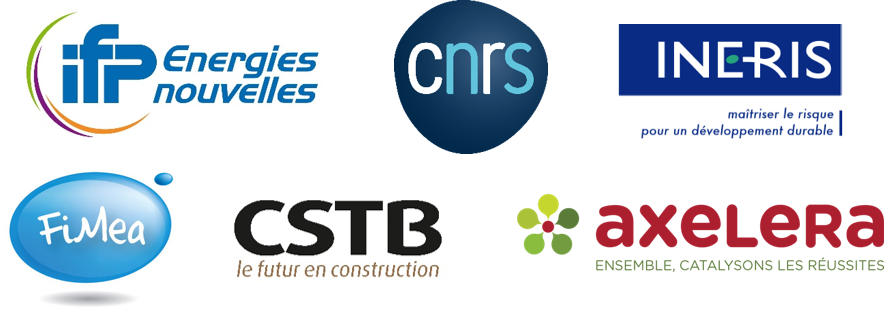 ifp Energies
nouvelles
cnrs
INERIS
maîtriser le risque
pour un développement durable
FiMea
CSTB
le futur en construction
axeLeRa
ENSEMBLE, CATALYSONS LES RÉUSSITES